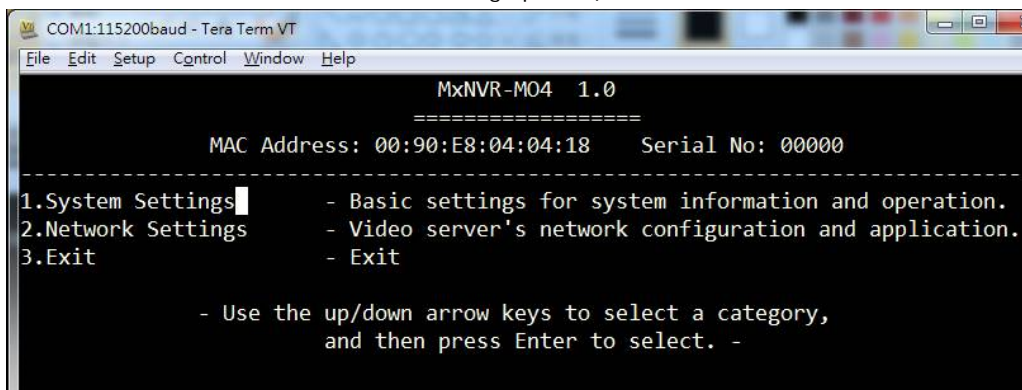 COM1:115200baud - Tera Term VT
File Edit Setup Control Window Help
MxNVR-MO4 1.0
==================
MAC Address: 00:90:E8:04:04:18 Serial No: 00000
--------------------------------------------------------------------------------
1.System Settings - Basic settings for system information and operation.
2.Network Settings - Video server's network configuration and application.
3.Exit - Exit
- Use the up/down arrow keys to select a category,
and then press Enter to select. -